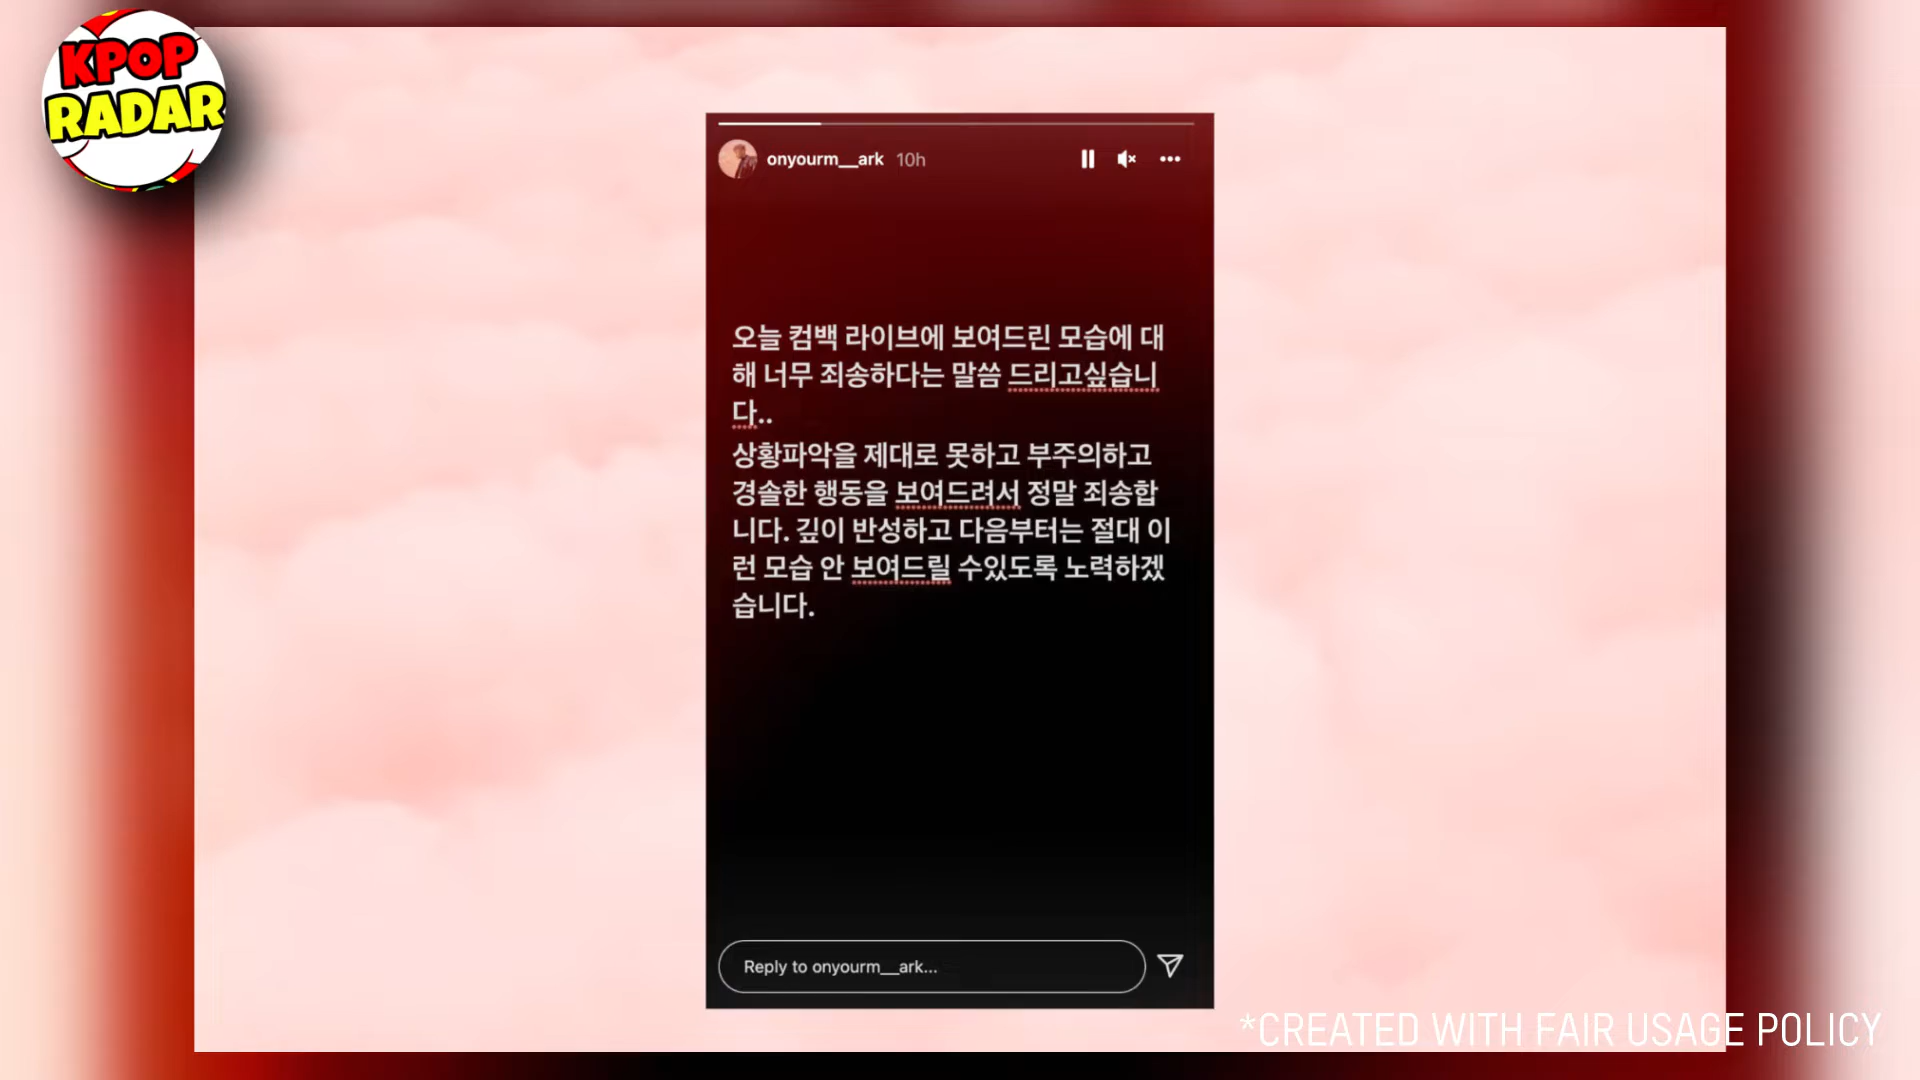 KPOP
RADAR
onyourm__ark 10h
오늘 컴백 라이브에 보여드린 모습에 대
해 너무 죄송하다는 말씀 드리고싶습니
다..
상황파악을 제대로 못하고 부주의하고
경솔한 행동을 보여드려서 정말 죄송합
니다. 깊이 반성하고 다음부터는 절대 이
런 모습 안 보여드릴 수있도록 노력하겠
습니다.
Reply to onyourm__ark...
*CREATED WITH FAIR USAGE POLICY